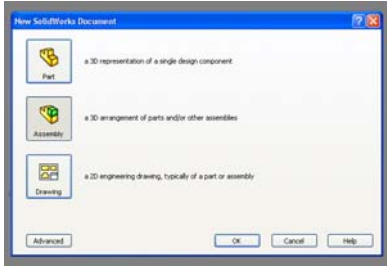 New SolidWorks Document
Part
a 3D representation of a single design component
Assembly
a 3D arrangement of parts and/or other assemblies
Drawing
a 2D engineering drawing, typically of a part or assembly
Advanced
OK
Cancel
Help